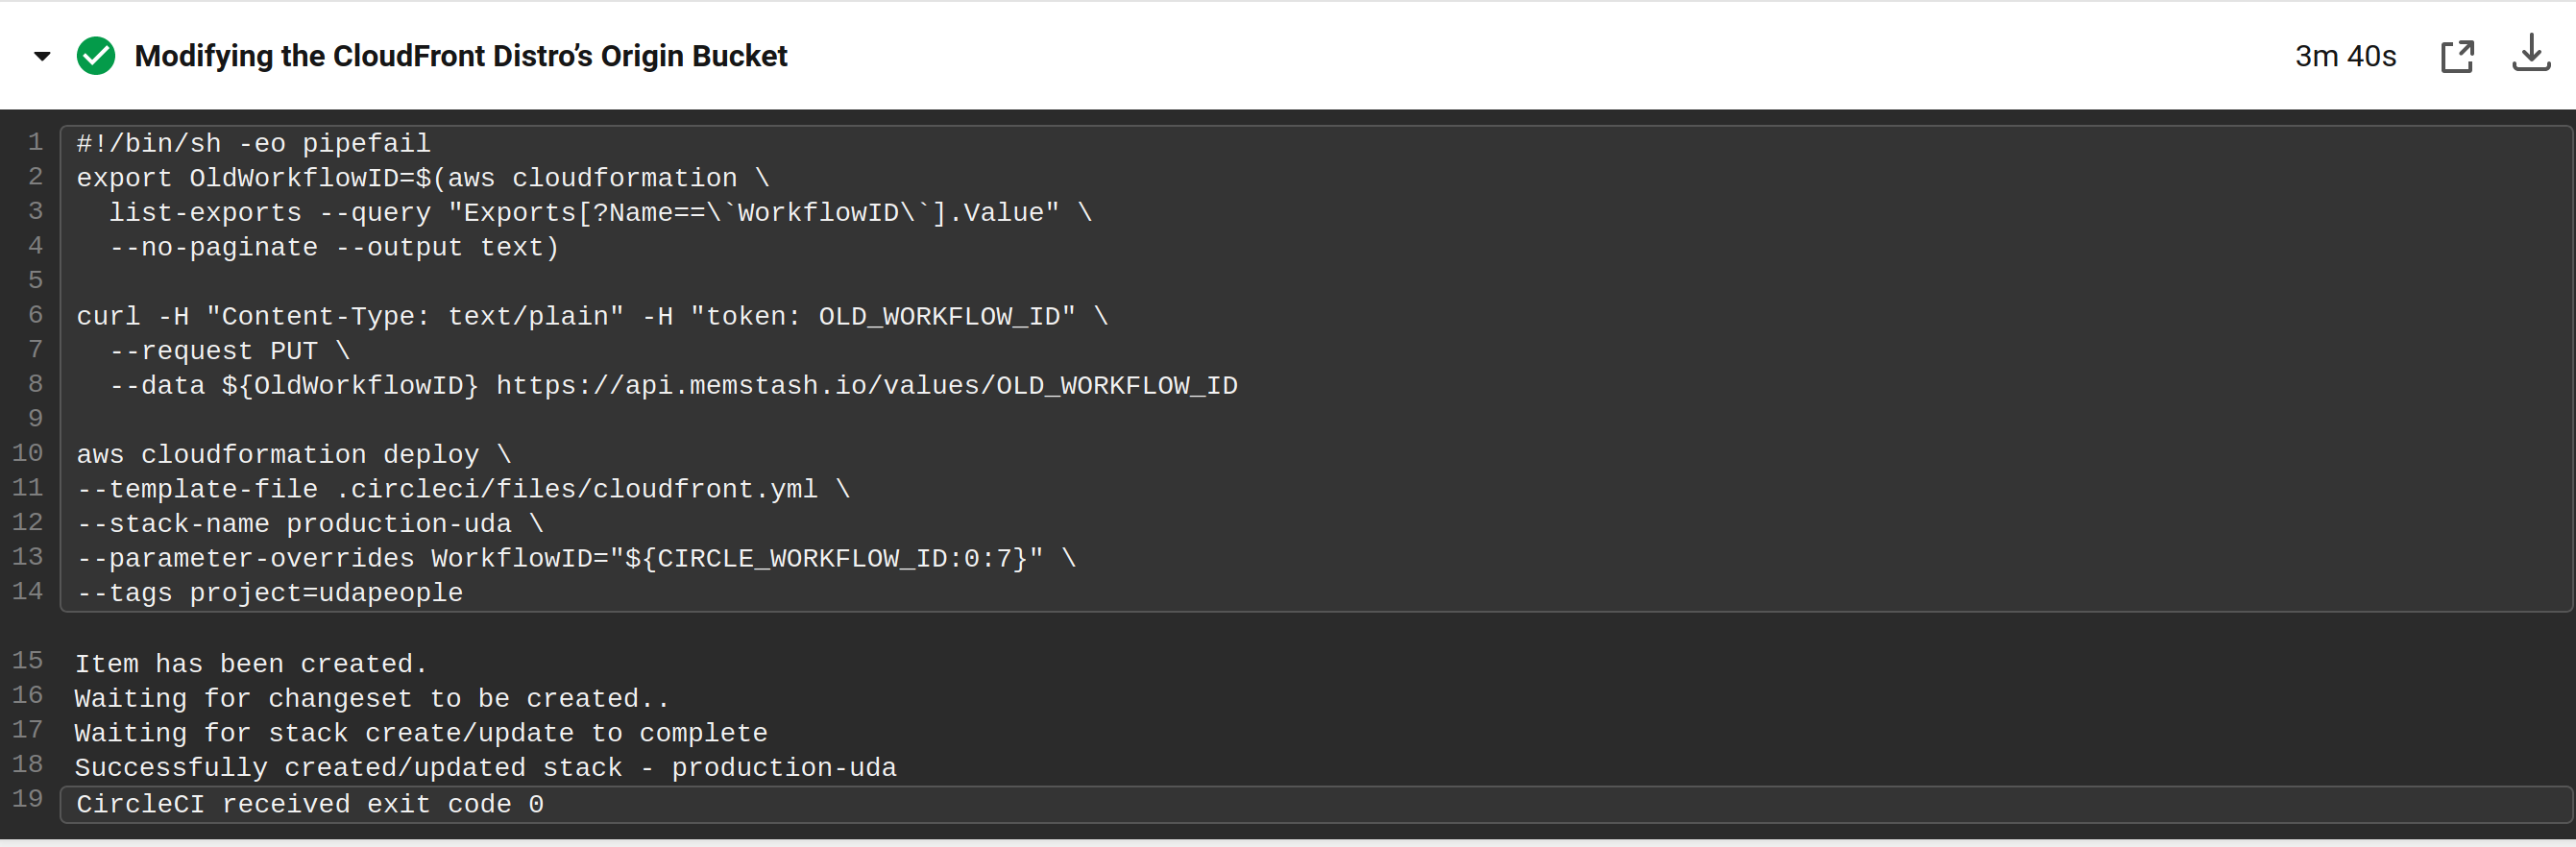 Modifying the CloudFront Distro’s Origin Bucket 3m 40s
1 #!/bin/sh -eo pipefail
2 export OldWorkflowID=$(aws cloudformation \
3   list-exports --query "Exports[?Name==\`WorkflowID\`].Value" \
4   --no-paginate --output text)
5
6 curl -H "Content-Type: text/plain" -H "token: OLD_WORKFLOW_ID" \
7   --request PUT \
8   --data ${OldWorkflowID} https://api.memstash.io/values/OLD_WORKFLOW_ID
9
10 aws cloudformation deploy \
11 --template-file .circleci/files/cloudfront.yml \
12 --stack-name production-uda \
13 --parameter-overrides WorkflowID="${CIRCLE_WORKFLOW_ID:0:7}" \
14 --tags project=udapeople
15 Item has been created.
16 Waiting for changeset to be created..
17 Waiting for stack create/update to complete
18 Successfully created/updated stack - production-uda
19 CircleCI received exit code 0